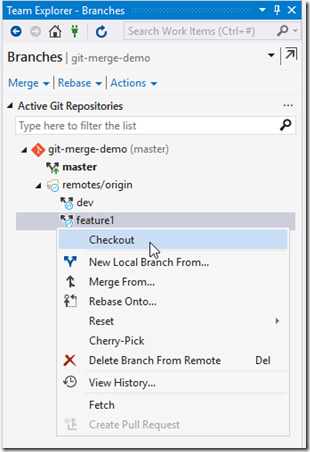 Team Explorer - Branches
Search Work Items (Ctrl+#)
Branches | git-merge-demo
Merge | Rebase | Actions
Active Git Repositories
Type here to filter the list
git-merge-demo (master)
master
remotes/origin
dev
feature1
Checkout
New Local Branch From...
Merge From...
Rebase Onto...
Reset
Cherry-Pick
Delete Branch From Remote Del
View History...
Fetch
Create Pull Request